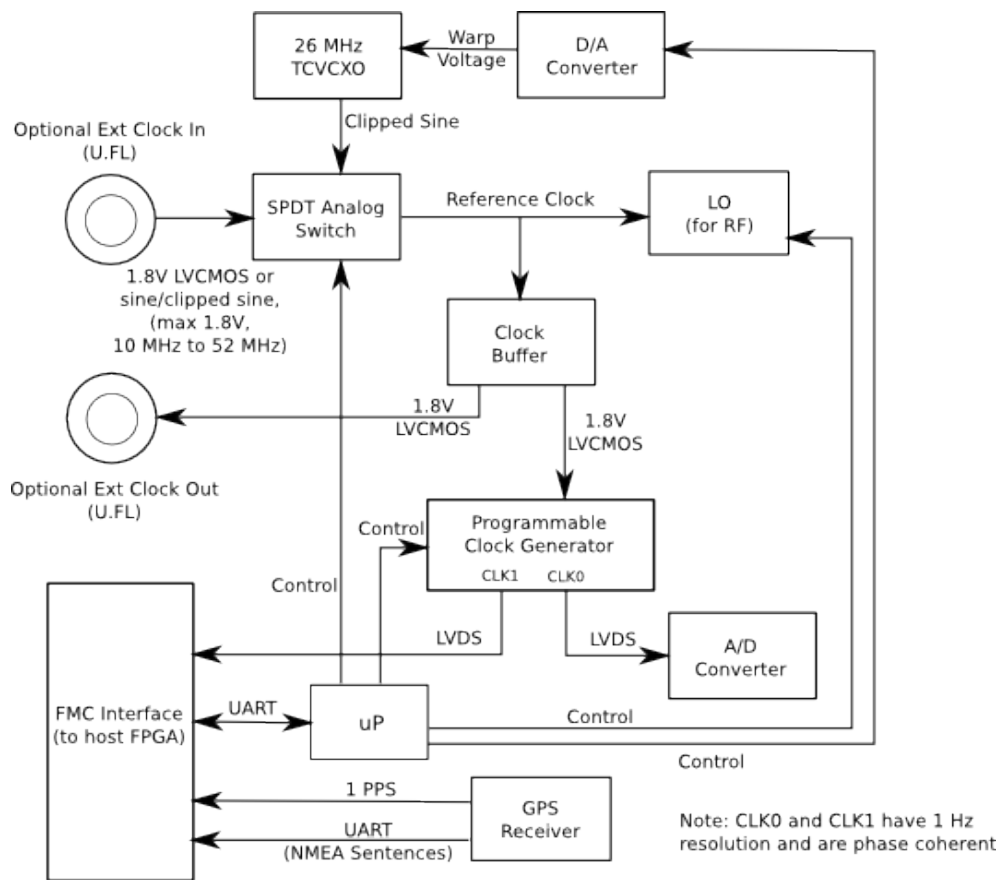 26 MHz
TCVCXO
Warp
Voltage
D/A
Converter
Clipped Sine
Optional Ext Clock In
(U.FL)
SPDT Analog
Switch
Reference Clock
LO
(for RF)
1.8V LVCMOS or
sine/clipped sine,
(max 1.8V,
10 MHz to 52 MHz)
Clock
Buffer
1.8V
LVCMOS
1.8V
LVCMOS
Optional Ext Clock Out
(U.FL)
Control
Programmable
Clock Generator
CLK1 CLK0
Control
LVDS
LVDS
A/D
Converter
FMC Interface
(to host FPGA)
UART
uP
Control
Control
1 PPS
GPS
Receiver
UART
(NMEA Sentences)
Note: CLK0 and CLK1 have 1 Hz
resolution and are phase coherent